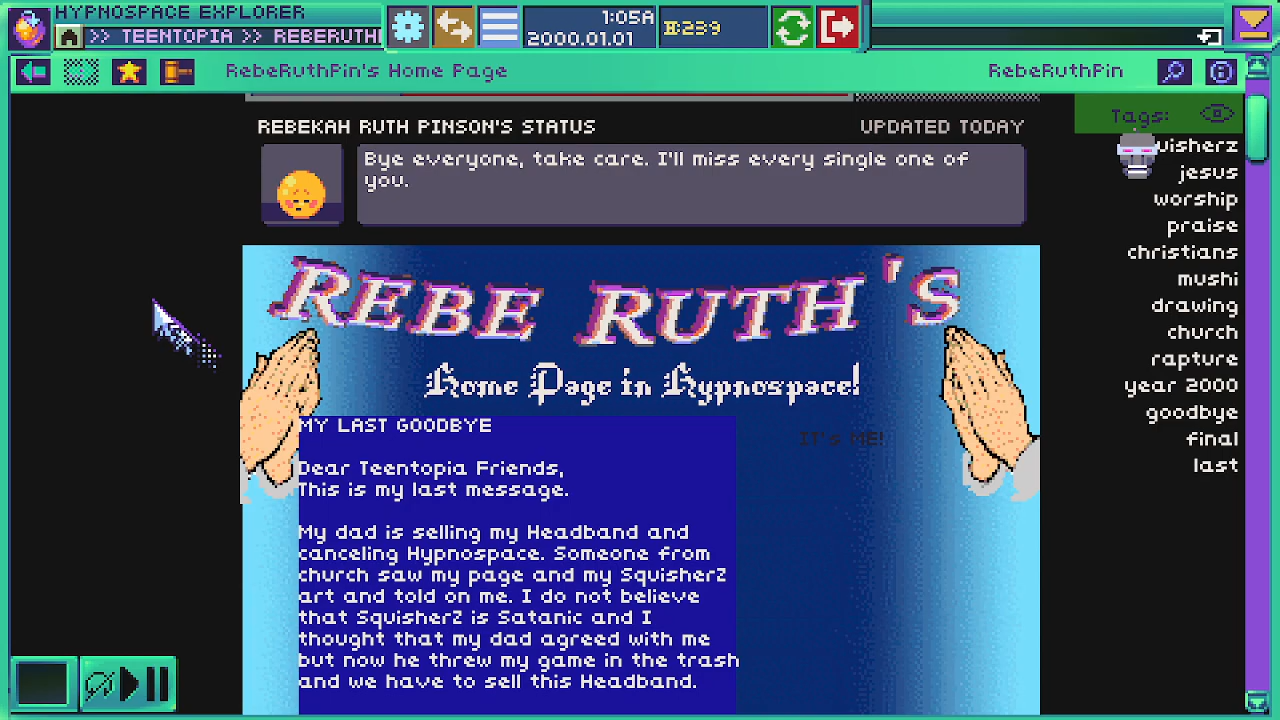 HYPNOSPACE EXPLORER
>> TEENTOPIA >> REBERUTH
1:05A
2000.01.01
239
RebeRuthPin's Home Page
RebeRuthPin
REBEKAH RUTH PINSON'S STATUS
UPDATED TODAY
Bye everyone, take care. I'll miss every single one of
you.
REBE RUTH'S
Home Page in Hypnospace!
IT'S ME!
MY LAST GOODBYE
Dear Teentopia Friends,
This is my last message.
My dad is selling my Headband and
canceling Hypnospace. Someone from
church saw my page and my SquisherZ
art and told on me. I do not believe
that SquisherZ is Satanic and I
thought that my dad agreed with me
but now he threw my game in the trash
and we have to sell this Headband.
Tags:
uisherz
jesus
worship
praise
christians
mushi
drawing
church
rapture
year 2000
goodbye
final
last